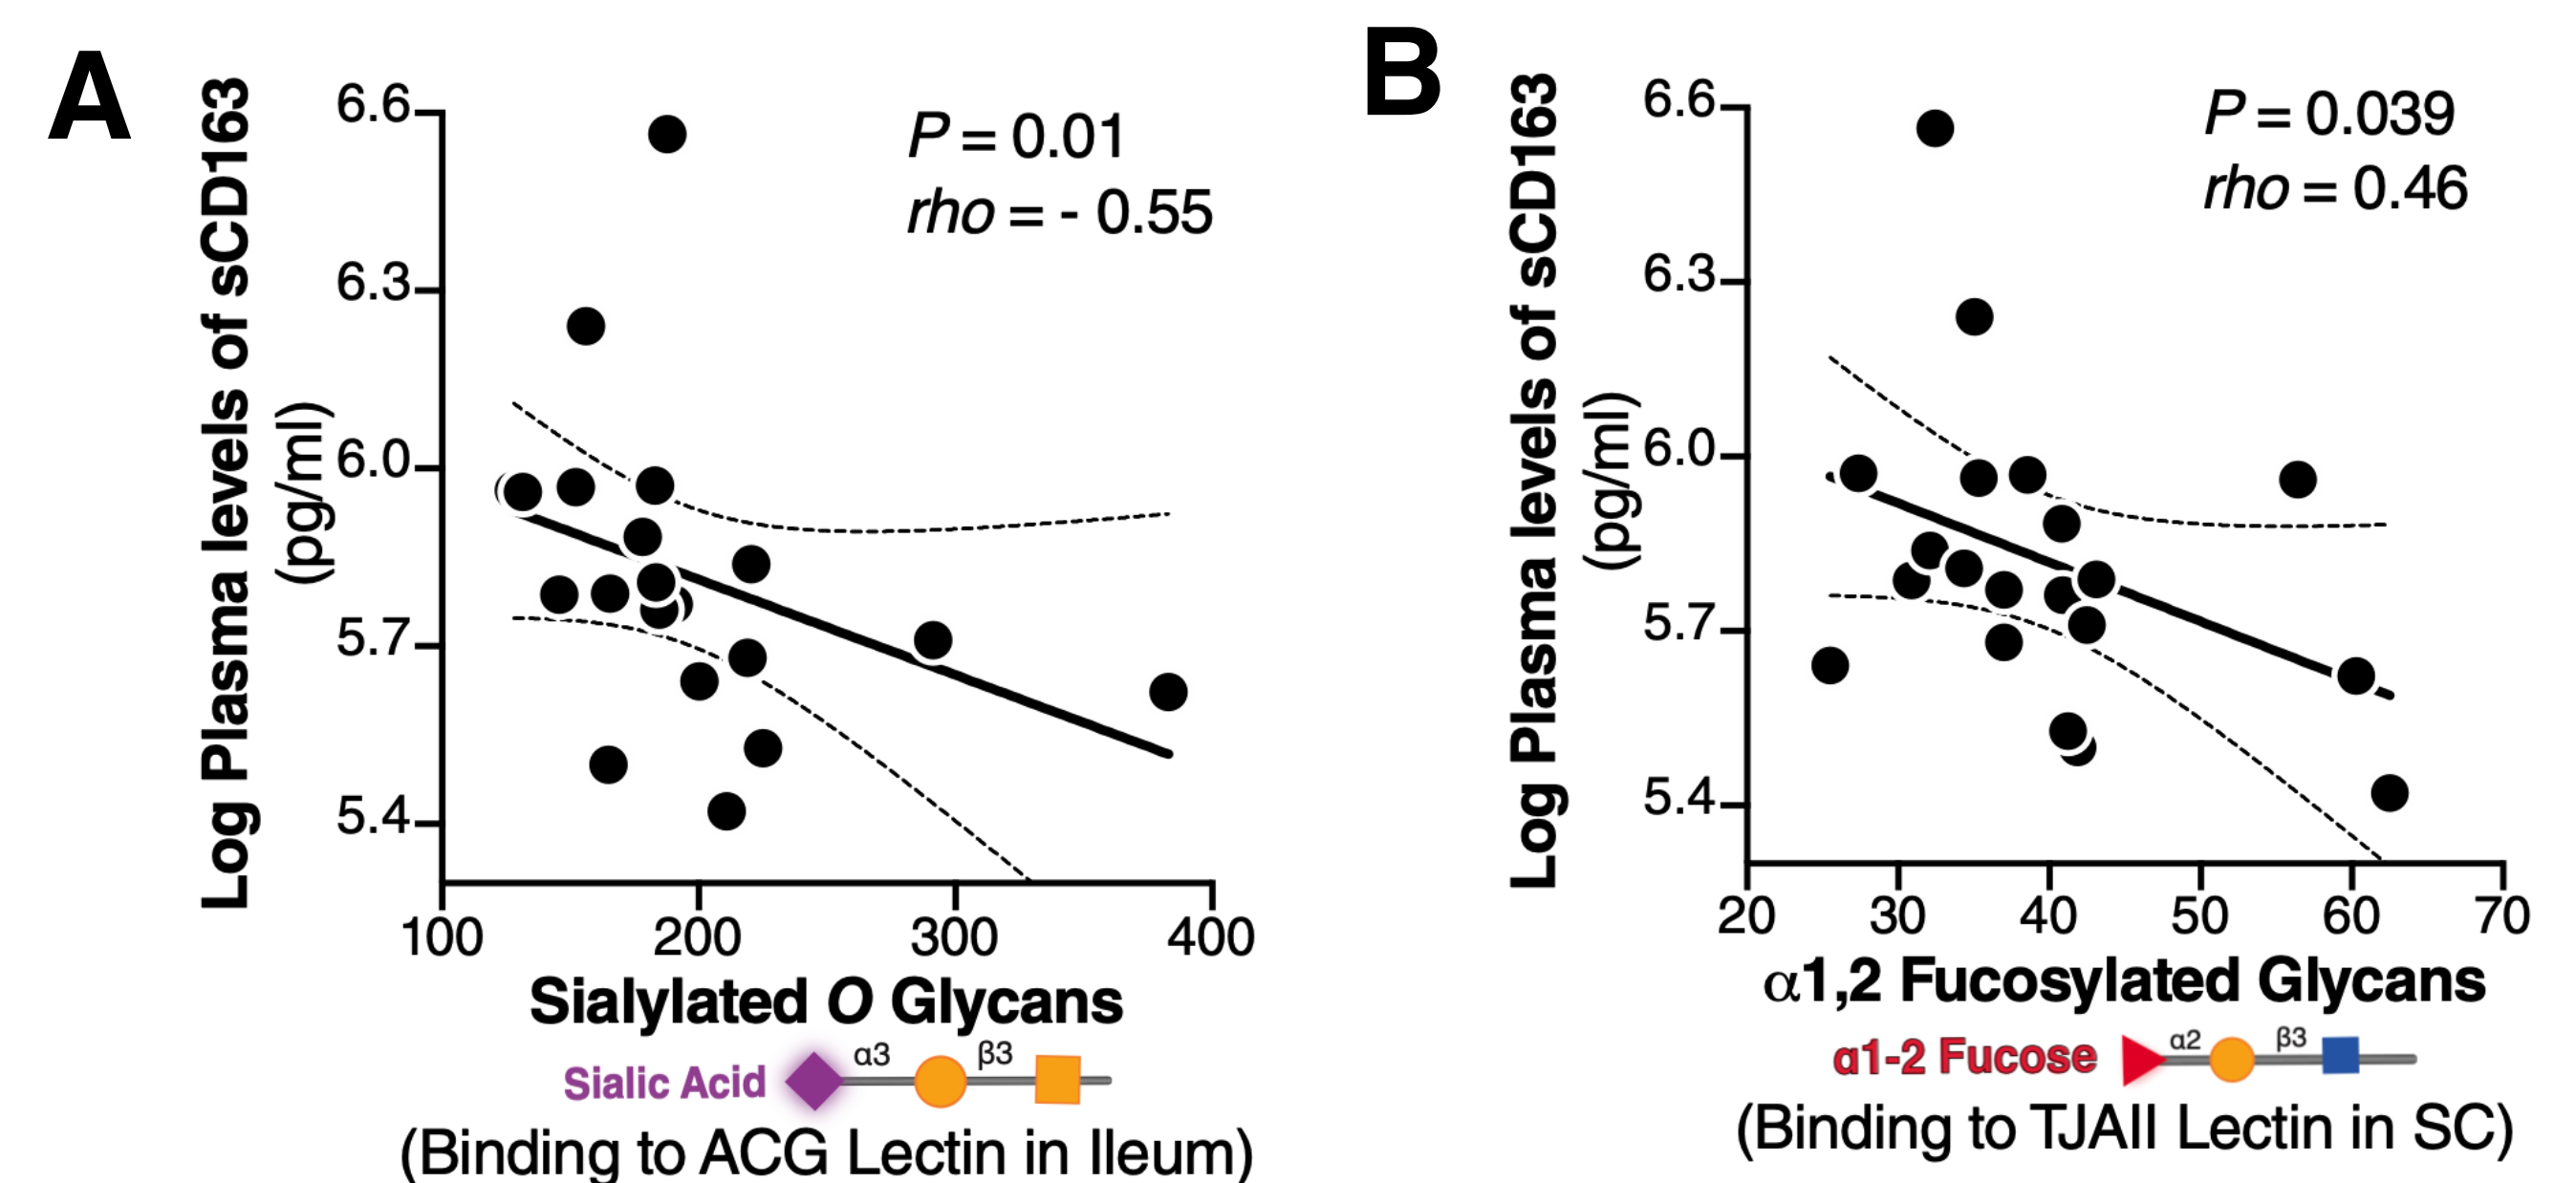 A
Log Plasma levels of sCD163
(pg/ml)
6.6
6.3
6.0
5.7
5.4
P = 0.01
rho = - 0.55
100 200 300 400
Sialylated O Glycans
Sialic Acid α3 β3
(Binding to ACG Lectin in Ileum)
B
Log Plasma levels of sCD163
(pg/ml)
6.6
6.3
6.0
5.7
5.4
P = 0.039
rho = 0.46
20 30 40 50 60 70
α1,2 Fucosylated Glycans
α1-2 Fucose α2 β3
(Binding to TJAII Lectin in SC)